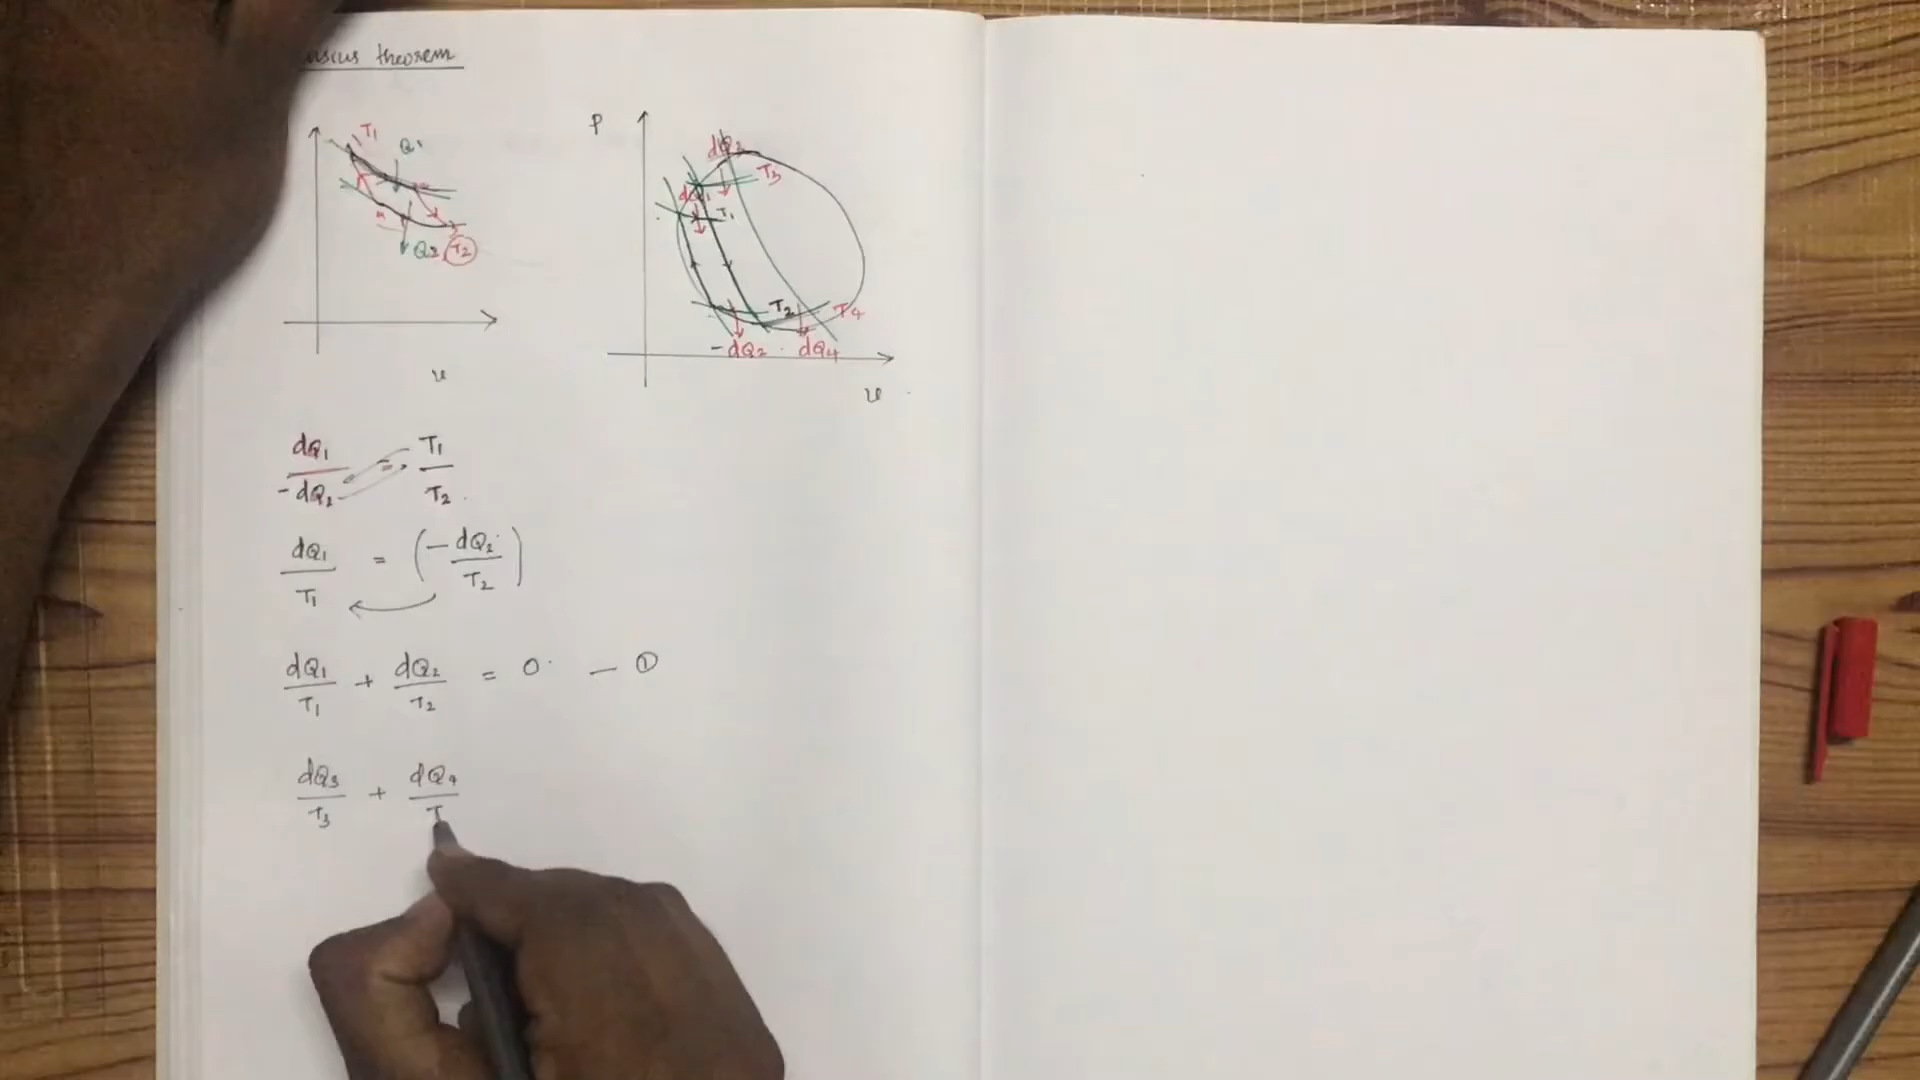 theorem
T₁
Q₁
Q₂ T₂
v
P
dQ₃
T₃
dQ₁
T₁
T₂
T₄
-dQ₂ dQ₄
v
dQ₁ / -dQ₂ = T₁ / T₂
dQ₁ / T₁ = (-dQ₂ / T₂)
dQ₁ / T₁ + dQ₂ / T₂ = 0 — ①
dQ₃ / T₃ + dQ₄ / T